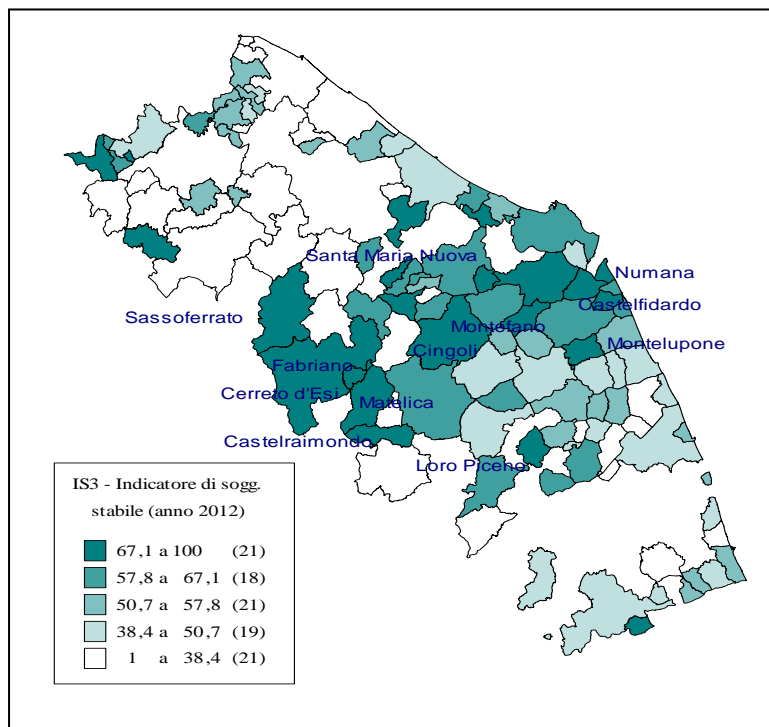 Santa Maria Nuova
Numana
Sassoferrato
Castelfidardo
Montefano
Montelupone
Cingoli
Fabriano
Cerreto d'Esi
Matelica
Castelraimondo
Loro Piceno
IS3 - Indicatore di sogg.
stabile (anno 2012)
67,1 a 100 (21)
57,8 a 67,1 (18)
50,7 a 57,8 (21)
38,4 a 50,7 (19)
1 a 38,4 (21)